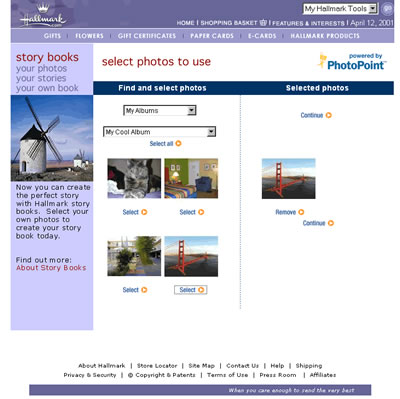 Hallmark.com
My Hallmark Tools
HOME | SHOPPING BASKET | FEATURES & INTERESTS | April 12, 2001
GIFTS | FLOWERS | GIFT CERTIFICATES | PAPER CARDS | E-CARDS | HALLMARK PRODUCTS
story books
your photos
your stories
your own book
select photos to use
powered by
PhotoPoint
Find and select photos
Selected photos
My Albums
My Cool Album
Select all
Continue
Select
Select
Remove
Continue
Select
Select
Now you can create
the perfect story
with Hallmark story
books. Select your
own photos to
create your story
book today.
Find out more:
About Story Books
About Hallmark | Store Locator | Site Map | Contact Us | Help | Shipping
Privacy & Security | © Copyright & Patents | Terms of Use | Press Room | Affiliates
When you care enough to send the very best